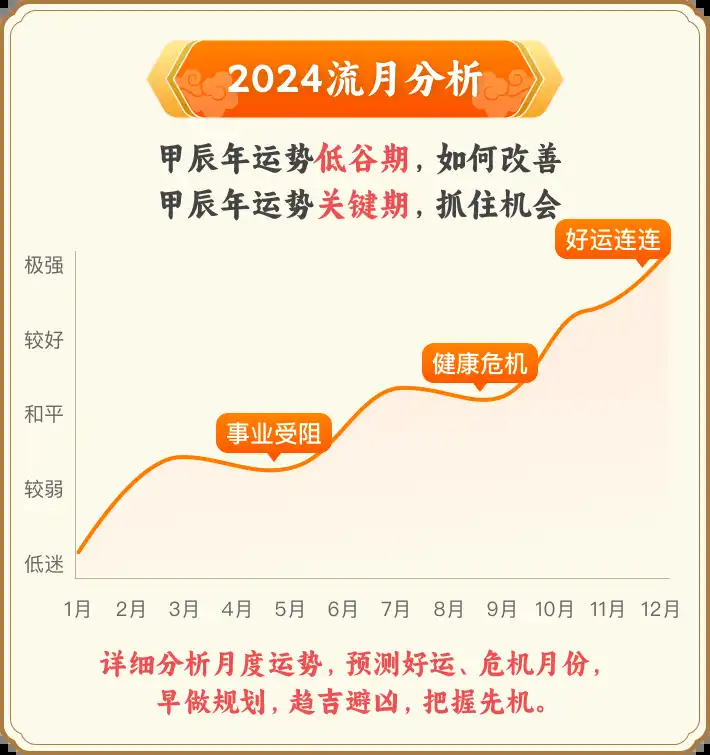 2024流月分析
甲辰年运势低谷期，如何改善
甲辰年运势关键期，抓住机会
好运连连
极强
较好
健康危机
和平
事业受阻
较弱
低迷
1月 2月 3月 4月 5月 6月 7月 8月 9月 10月 11月 12月
详细分析月度运势，预测好运、危机月份，
早做规划，趋吉避凶，把握先机。